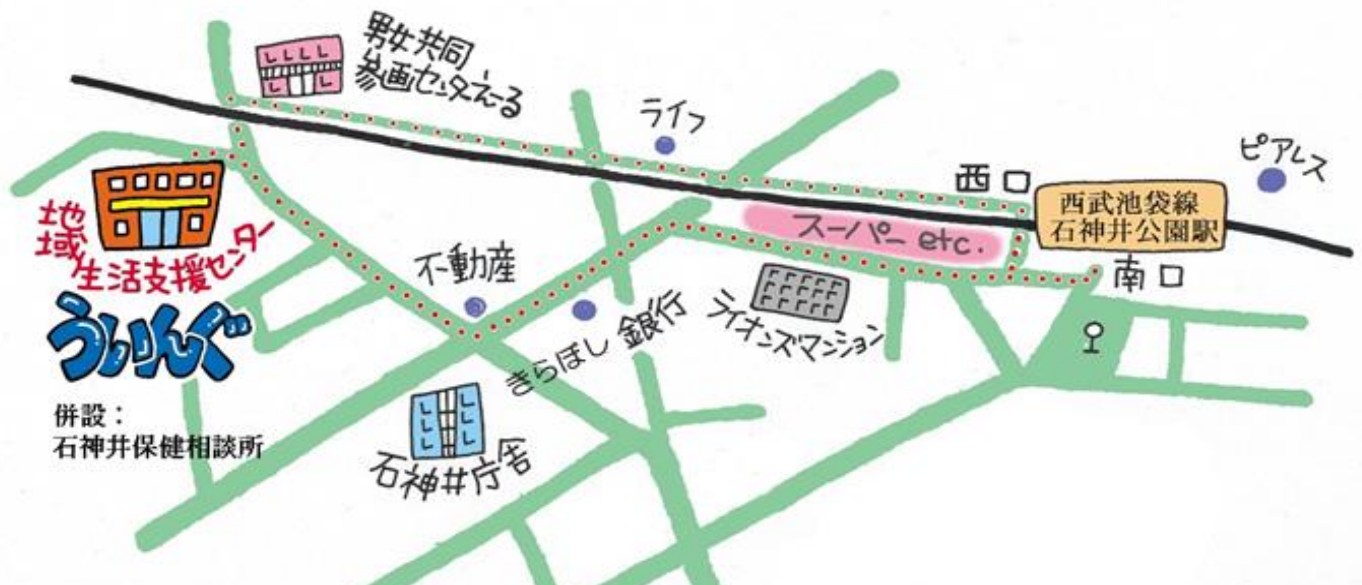 男女共同
参画センターえーる
ライフ
ピアレス
西口
西武池袋線
石神井公園駅
スーパー etc.
南口
地域
生活支援センター
不動産
ライオンズマンション
きらぼし 銀行
ういんぐ
併設：
石神井保健相談所
石神井庁舎